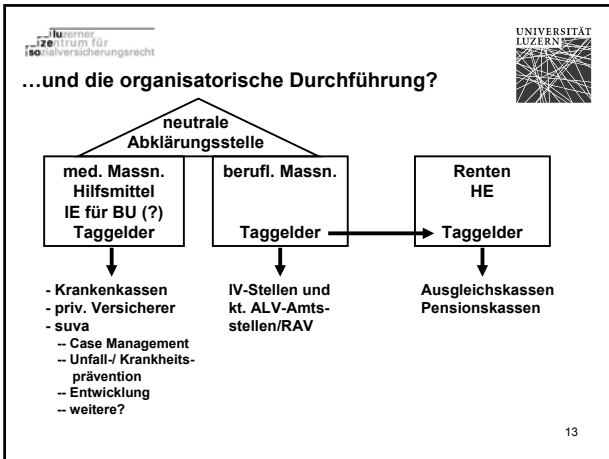 luzerner
zentrum für
sozialversicherungsrecht
UNIVERSITÄT
LUZERN
…und die organisatorische Durchführung?
neutrale
Abklärungsstelle
med. Massn.
Hilfsmittel
IE für BU (?)
Taggelder
berufl. Massn.
Taggelder
Renten
HE
Taggelder
- Krankenkassen
- priv. Versicherer
- suva
-- Case Management
-- Unfall-/ Krankheits-
prävention
-- Entwicklung
-- weitere?
IV-Stellen und
kt. ALV-Amts-
stellen/RAV
Ausgleichskassen
Pensionskassen
13